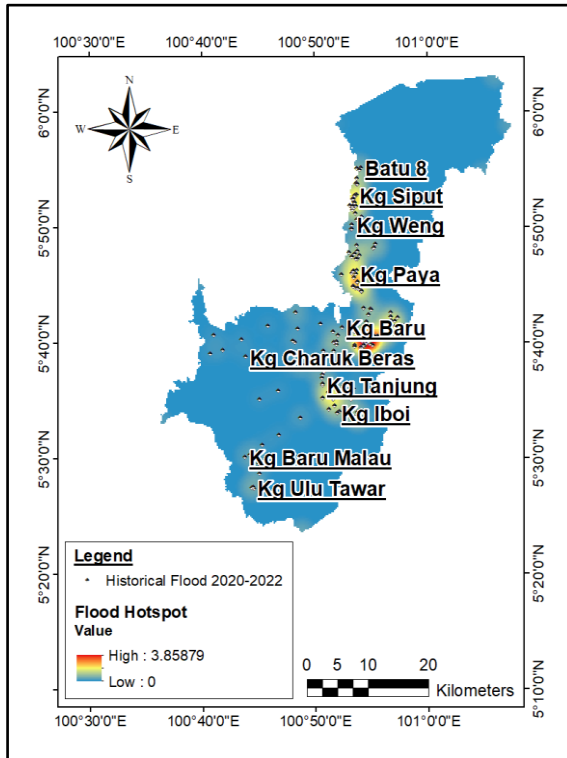 100°30'0"E 100°40'0"E 100°50'0"E 101°0'0"E
N
W E
S
6°0'0"N 6°0'0"N
Batu 8
Kg Siput
5°50'0"N Kg Weng 5°50'0"N
Kg Paya
Kg Baru
5°40'0"N 5°40'0"N
Kg Charuk Beras
Kg Tanjung
Kg Iboi
5°30'0"N Kg Baru Malau 5°30'0"N
Kg Ulu Tawar
Legend
Historical Flood 2020-2022
5°20'0"N 5°20'0"N
Flood Hotspot
Value
High : 3.85879
Low : 0
0 5 10 20
Kilometers
5°10'0"N 5°10'0"N
100°30'0"E 100°40'0"E 100°50'0"E 101°0'0"E